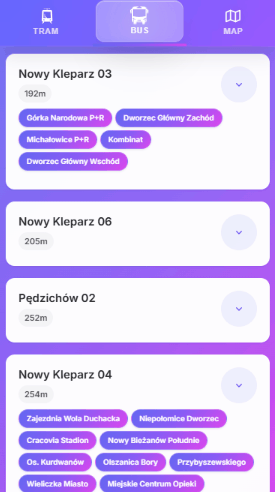 TRAM BUS MAP
Nowy Kleparz 03
192m
Górka Narodowa P+R Dworzec Główny Zachód
Michałowice P+R Kombinat
Dworzec Główny Wschód
Nowy Kleparz 06
205m
Pędzichów 02
252m
Nowy Kleparz 04
254m
Zajezdnia Wola Duchacka Niepołomice Dworzec
Cracovia Stadion Nowy Bieżanów Południe
Os. Kurdwanów Olszanica Bory Przybyszewskiego
Wieliczka Miasto Miejskie Centrum Opieki